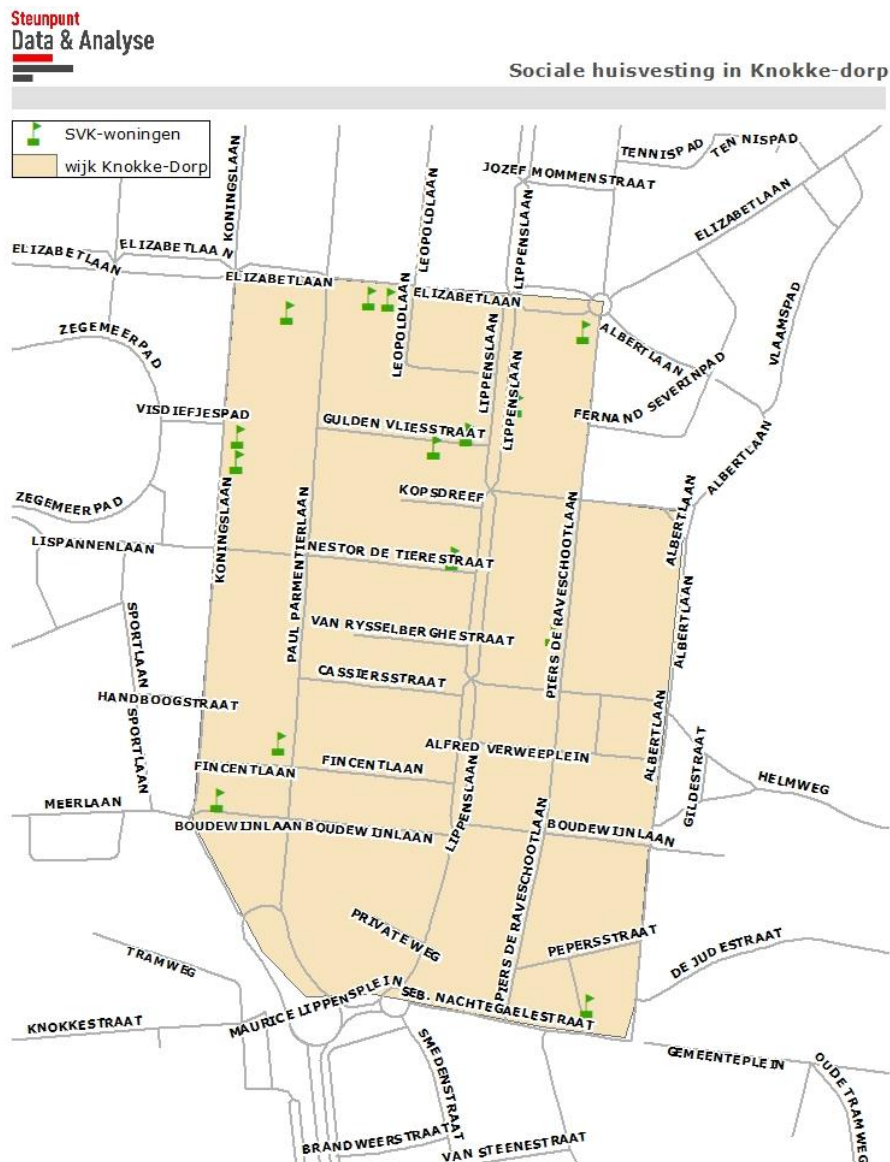 Steunpunt
Data & Analyse
Sociale huisvesting in Knokke-dorp
SVK-woningen
wijk Knokke-Dorp
KONINGSLAAN
LEOPOLDLAAN
LIPPENSLAAN
TENNISPAD
TENNISPAD
JOZEF MOMMENSTRAAT
ELIZABETLAAN
ELIZABETLAAN
ELIZABETLAAN
ELIZABETLAAN
ELIZABETLAAN
LEOPOLDLAAN
LIPPENSLAAN
LIPPENSLAAN
ALBERTLAAN
VLAAMSPAD
ZEGEMEERPAD
VISDIEFJESPAD
GULDEN VLIESSTRAAT
FERNAND SEVERINPAD
ALBERTLAAN
ZEGEMEERPAD
KONINGSLAAN
KOPSDREEF
ALBERTLAAN
LISPANNENLAAN
PAUL PARMENTIERLAAN
NESTOR DE TIERESTRAAT
PIERS DE RAVESCHOOTLAAN
ALBERTLAAN
SPORTLAAN
VAN RYSSELBERGHESTRAAT
CASSIERSSTRAAT
HANDBOOGSTRAAT
SPORTLAAN
ALBERTLAAN
ALFRED VERWEEPLEIN
GILDESTRAAT
FINCENTLAAN
FINCENTLAAN
LIPPENSLAAN
HELMWEG
MEERLAAN
BOUDEWIJNLAAN
BOUDEWIJNLAAN
BOUDEWIJNLAAN
PIERS DE RAVESCHOOTLAAN
PRIVATEWEG
PEPERSSTRAAT
DE JUDESTRAAT
TRAMWEG
MAURICE LIPPENSPLEIN
SEB. NACHTEGAELESTRAAT
KNOKKESTRAAT
SMEDENSTRAAT
GEMEENTEPLEIN
OUDE TRAMWEG
BRANDWEERSTRAAT
VAN STEENESTRAAT